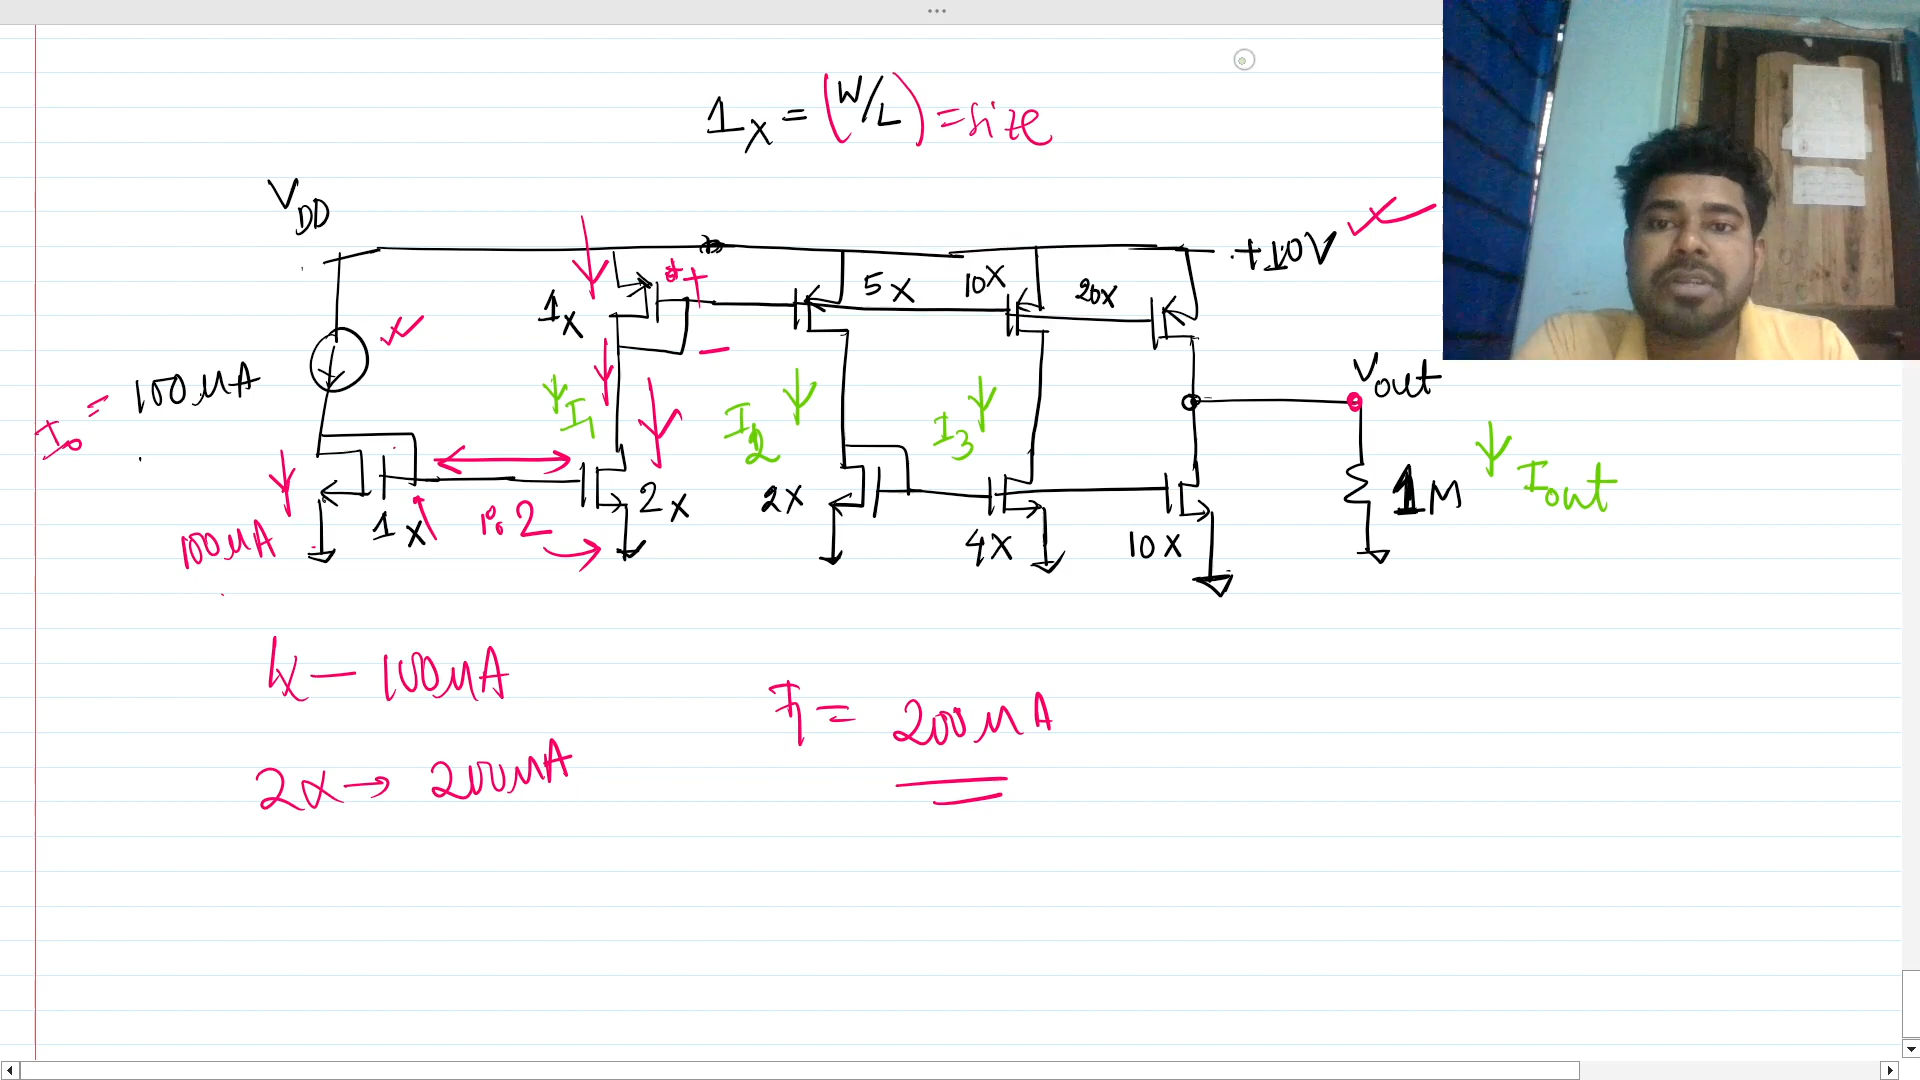 1x = (W/L) = size
VDD
+10V
1x
5x
10x
20x
Vout
I0 = 100μA
I1
I2
I3
Iout
1M
100μA
1x
1:2
2x
2x
4x
10x
1x — 100μA
I1 = 200μA
2x → 200μA